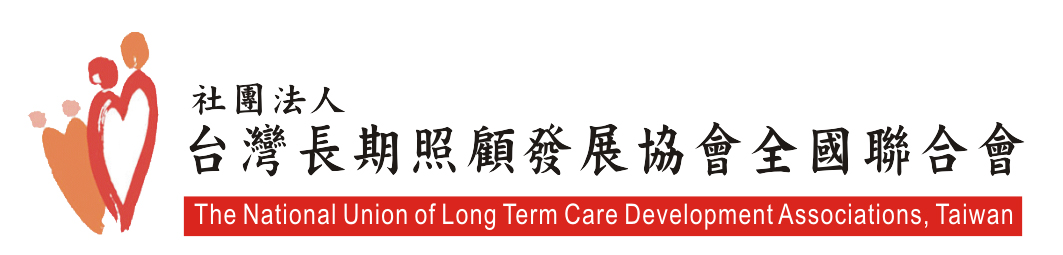 社團法人
台灣長期照顧發展協會全國聯合會
The National Union of Long Term Care Development Associations, Taiwan